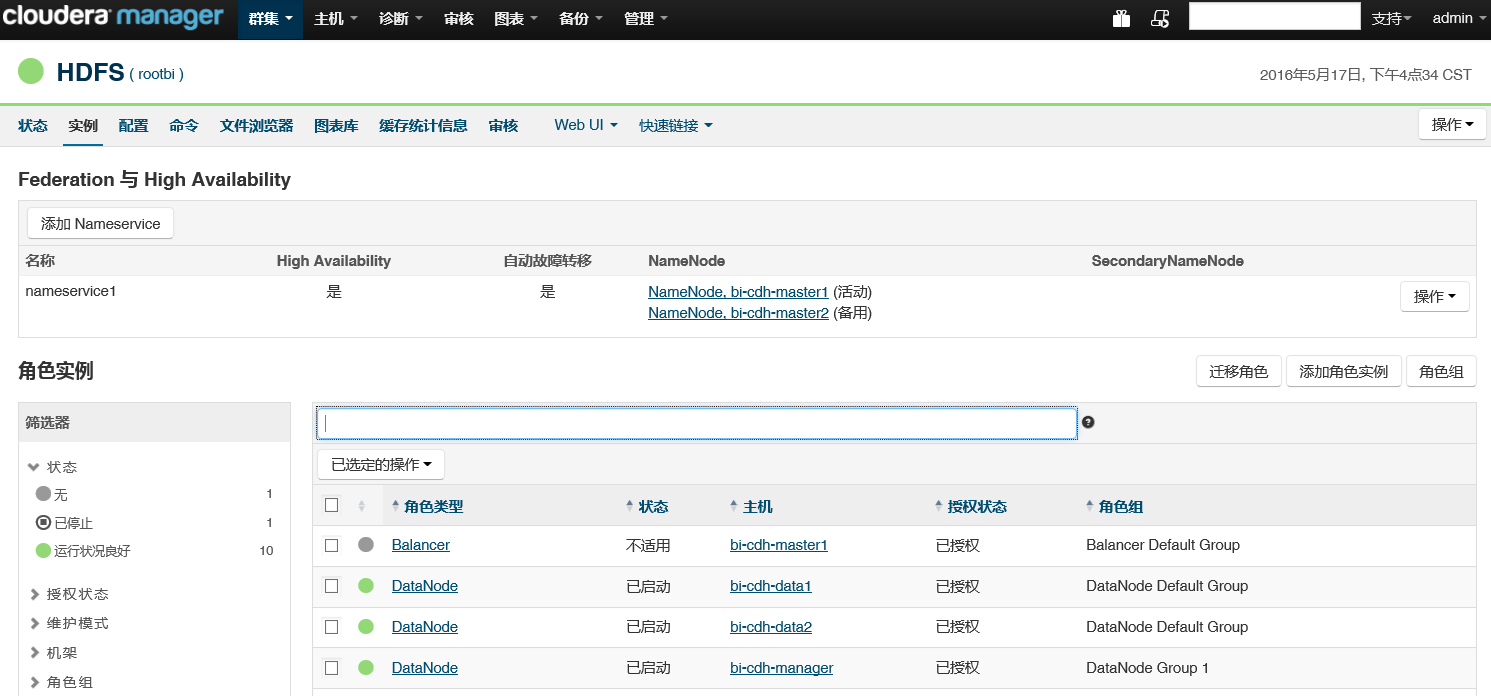 cloudera manager 群集 主机 诊断 审核 图表 备份 管理 支持 admin
HDFS ( rootbi ) 2016年5月17日, 下午4点34 CST
状态 实例 配置 命令 文件浏览器 图表库 缓存统计信息 审核 Web UI 快速链接 操作
Federation 与 High Availability
添加 Nameservice
名称 High Availability 自动故障转移 NameNode SecondaryNameNode
nameservice1 是 是 NameNode, bi-cdh-master1 (活动) 操作
NameNode, bi-cdh-master2 (备用)
角色实例 迁移角色 添加角色实例 角色组
筛选器
状态
无 1
已停止 1
运行状况良好 10
授权状态
维护模式
机架
角色组
?
已选定的操作
角色类型 状态 主机 授权状态 角色组
Balancer 不适用 bi-cdh-master1 已授权 Balancer Default Group
DataNode 已启动 bi-cdh-data1 已授权 DataNode Default Group
DataNode 已启动 bi-cdh-data2 已授权 DataNode Default Group
DataNode 已启动 bi-cdh-manager 已授权 DataNode Group 1